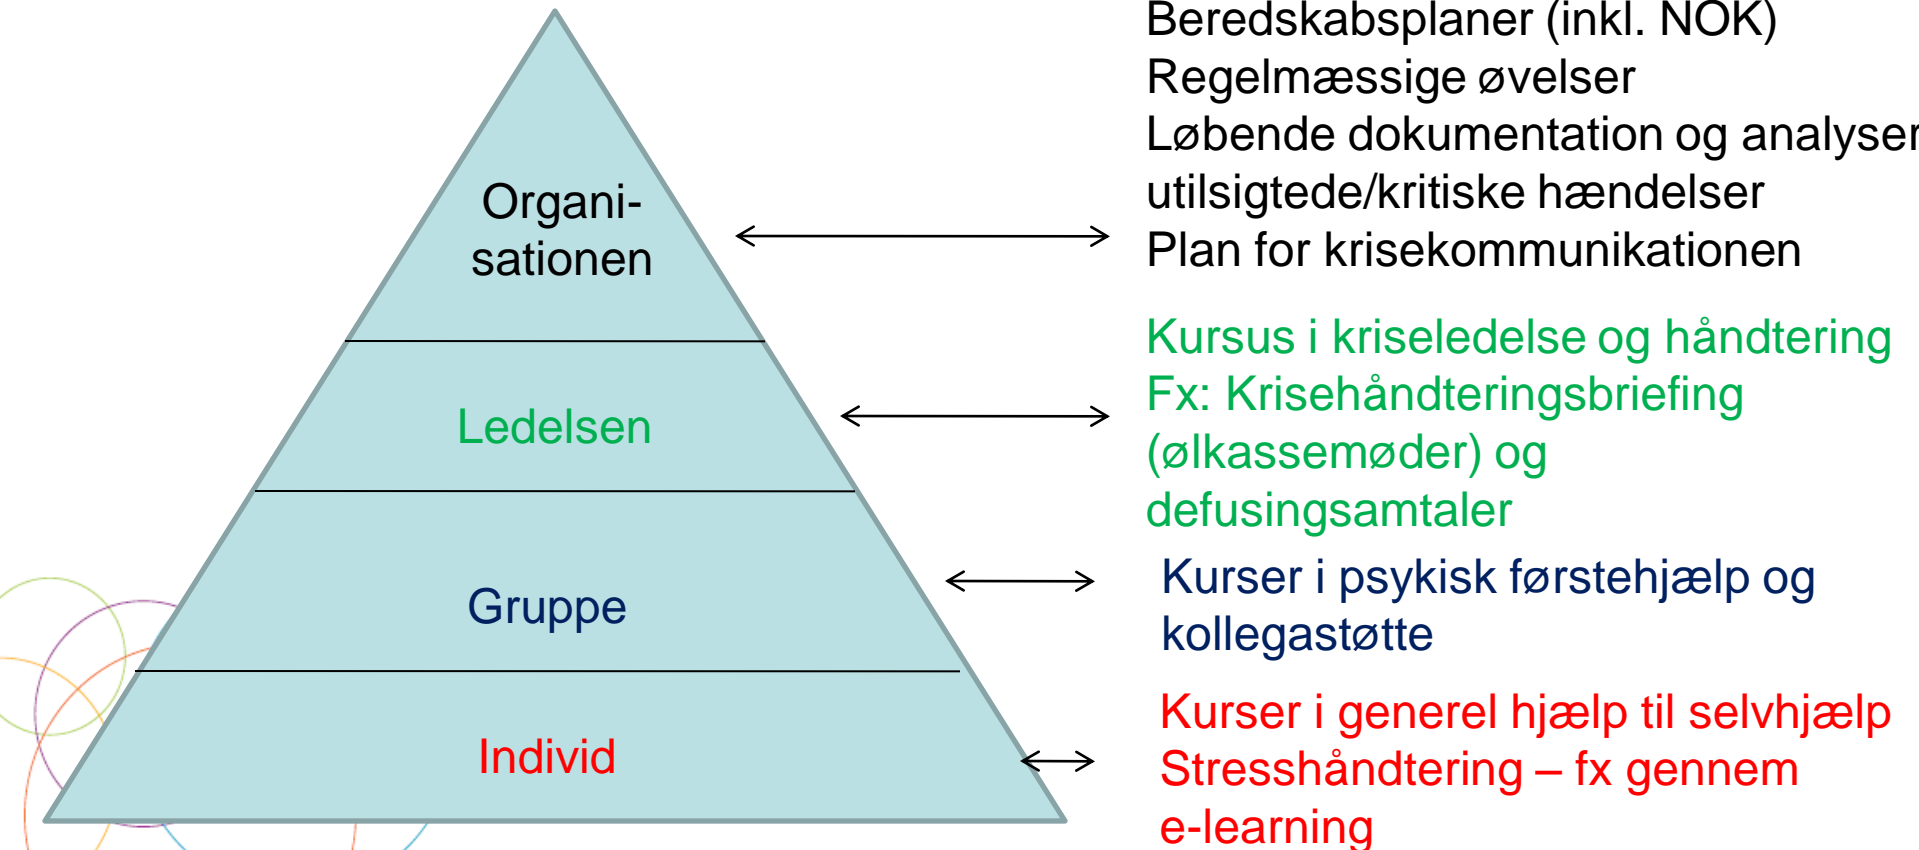 Beredskabsplaner (inkl. NOK)
Regelmæssige øvelser
Løbende dokumentation og analyser
utilsigtede/kritiske hændelser
Plan for krisekommunikationen
Organi-
sationen
Kursus i kriseledelse og håndtering
Fx: Krisehåndteringsbriefing
(ølkassemøder) og
defusingsamtaler
Ledelsen
Kurser i psykisk førstehjælp og
kollegastøtte
Gruppe
Kurser i generel hjælp til selvhjælp
Stresshåndtering – fx gennem
e-learning
Individ